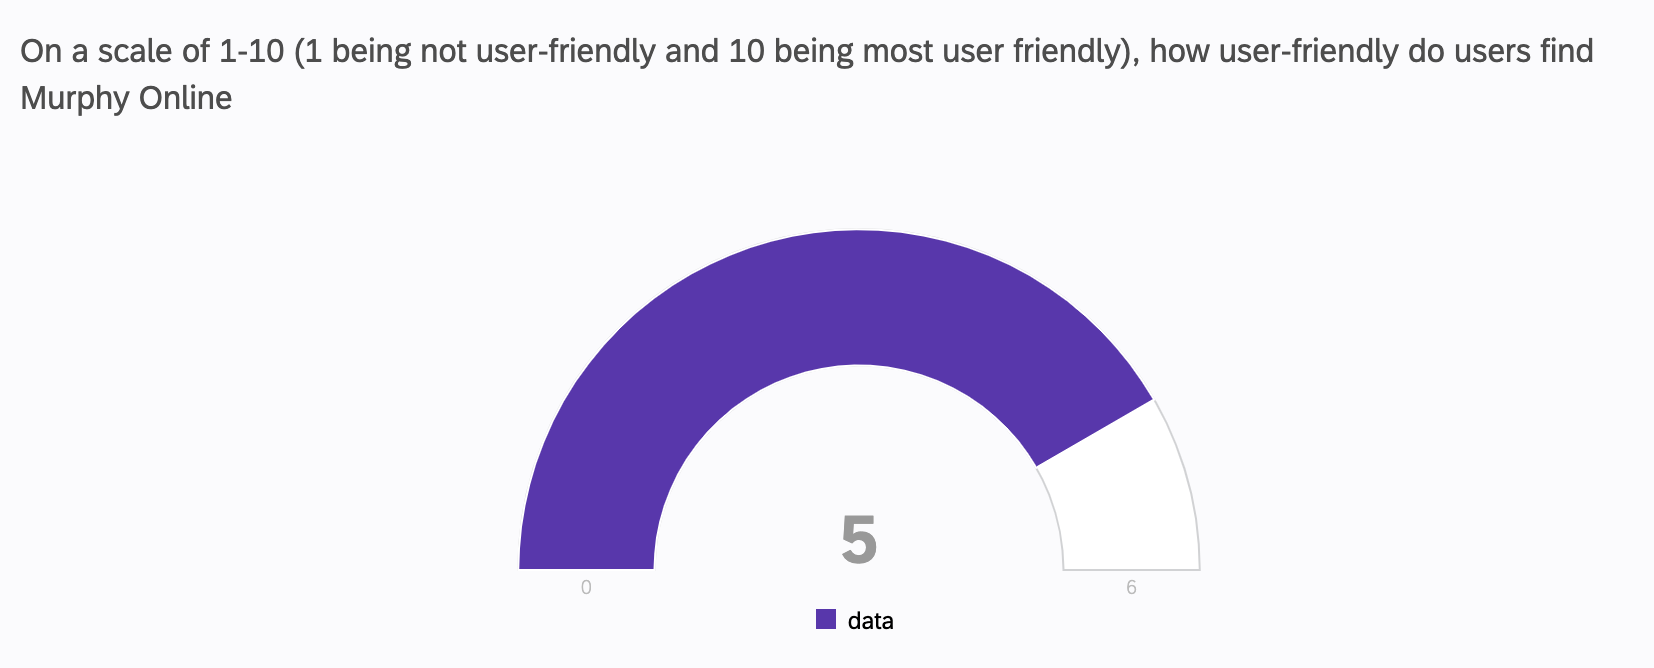 On a scale of 1-10 (1 being not user-friendly and 10 being most user friendly), how user-friendly do users find
Murphy Online
5
0
6
data